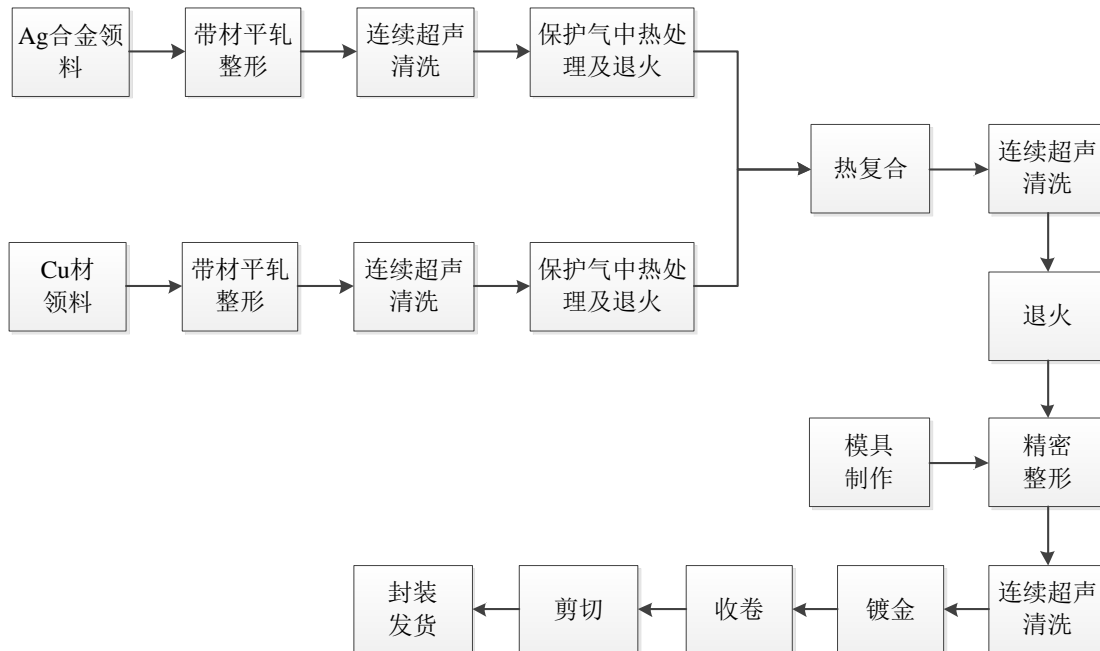 Ag合金领
料
带材平轧
整形
连续超声
清洗
保护气中热处
理及退火
热复合
连续超声
清洗
Cu材
领料
带材平轧
整形
连续超声
清洗
保护气中热处
理及退火
退火
模具
制作
精密
整形
封装
发货
剪切
收卷
镀金
连续超声
清洗